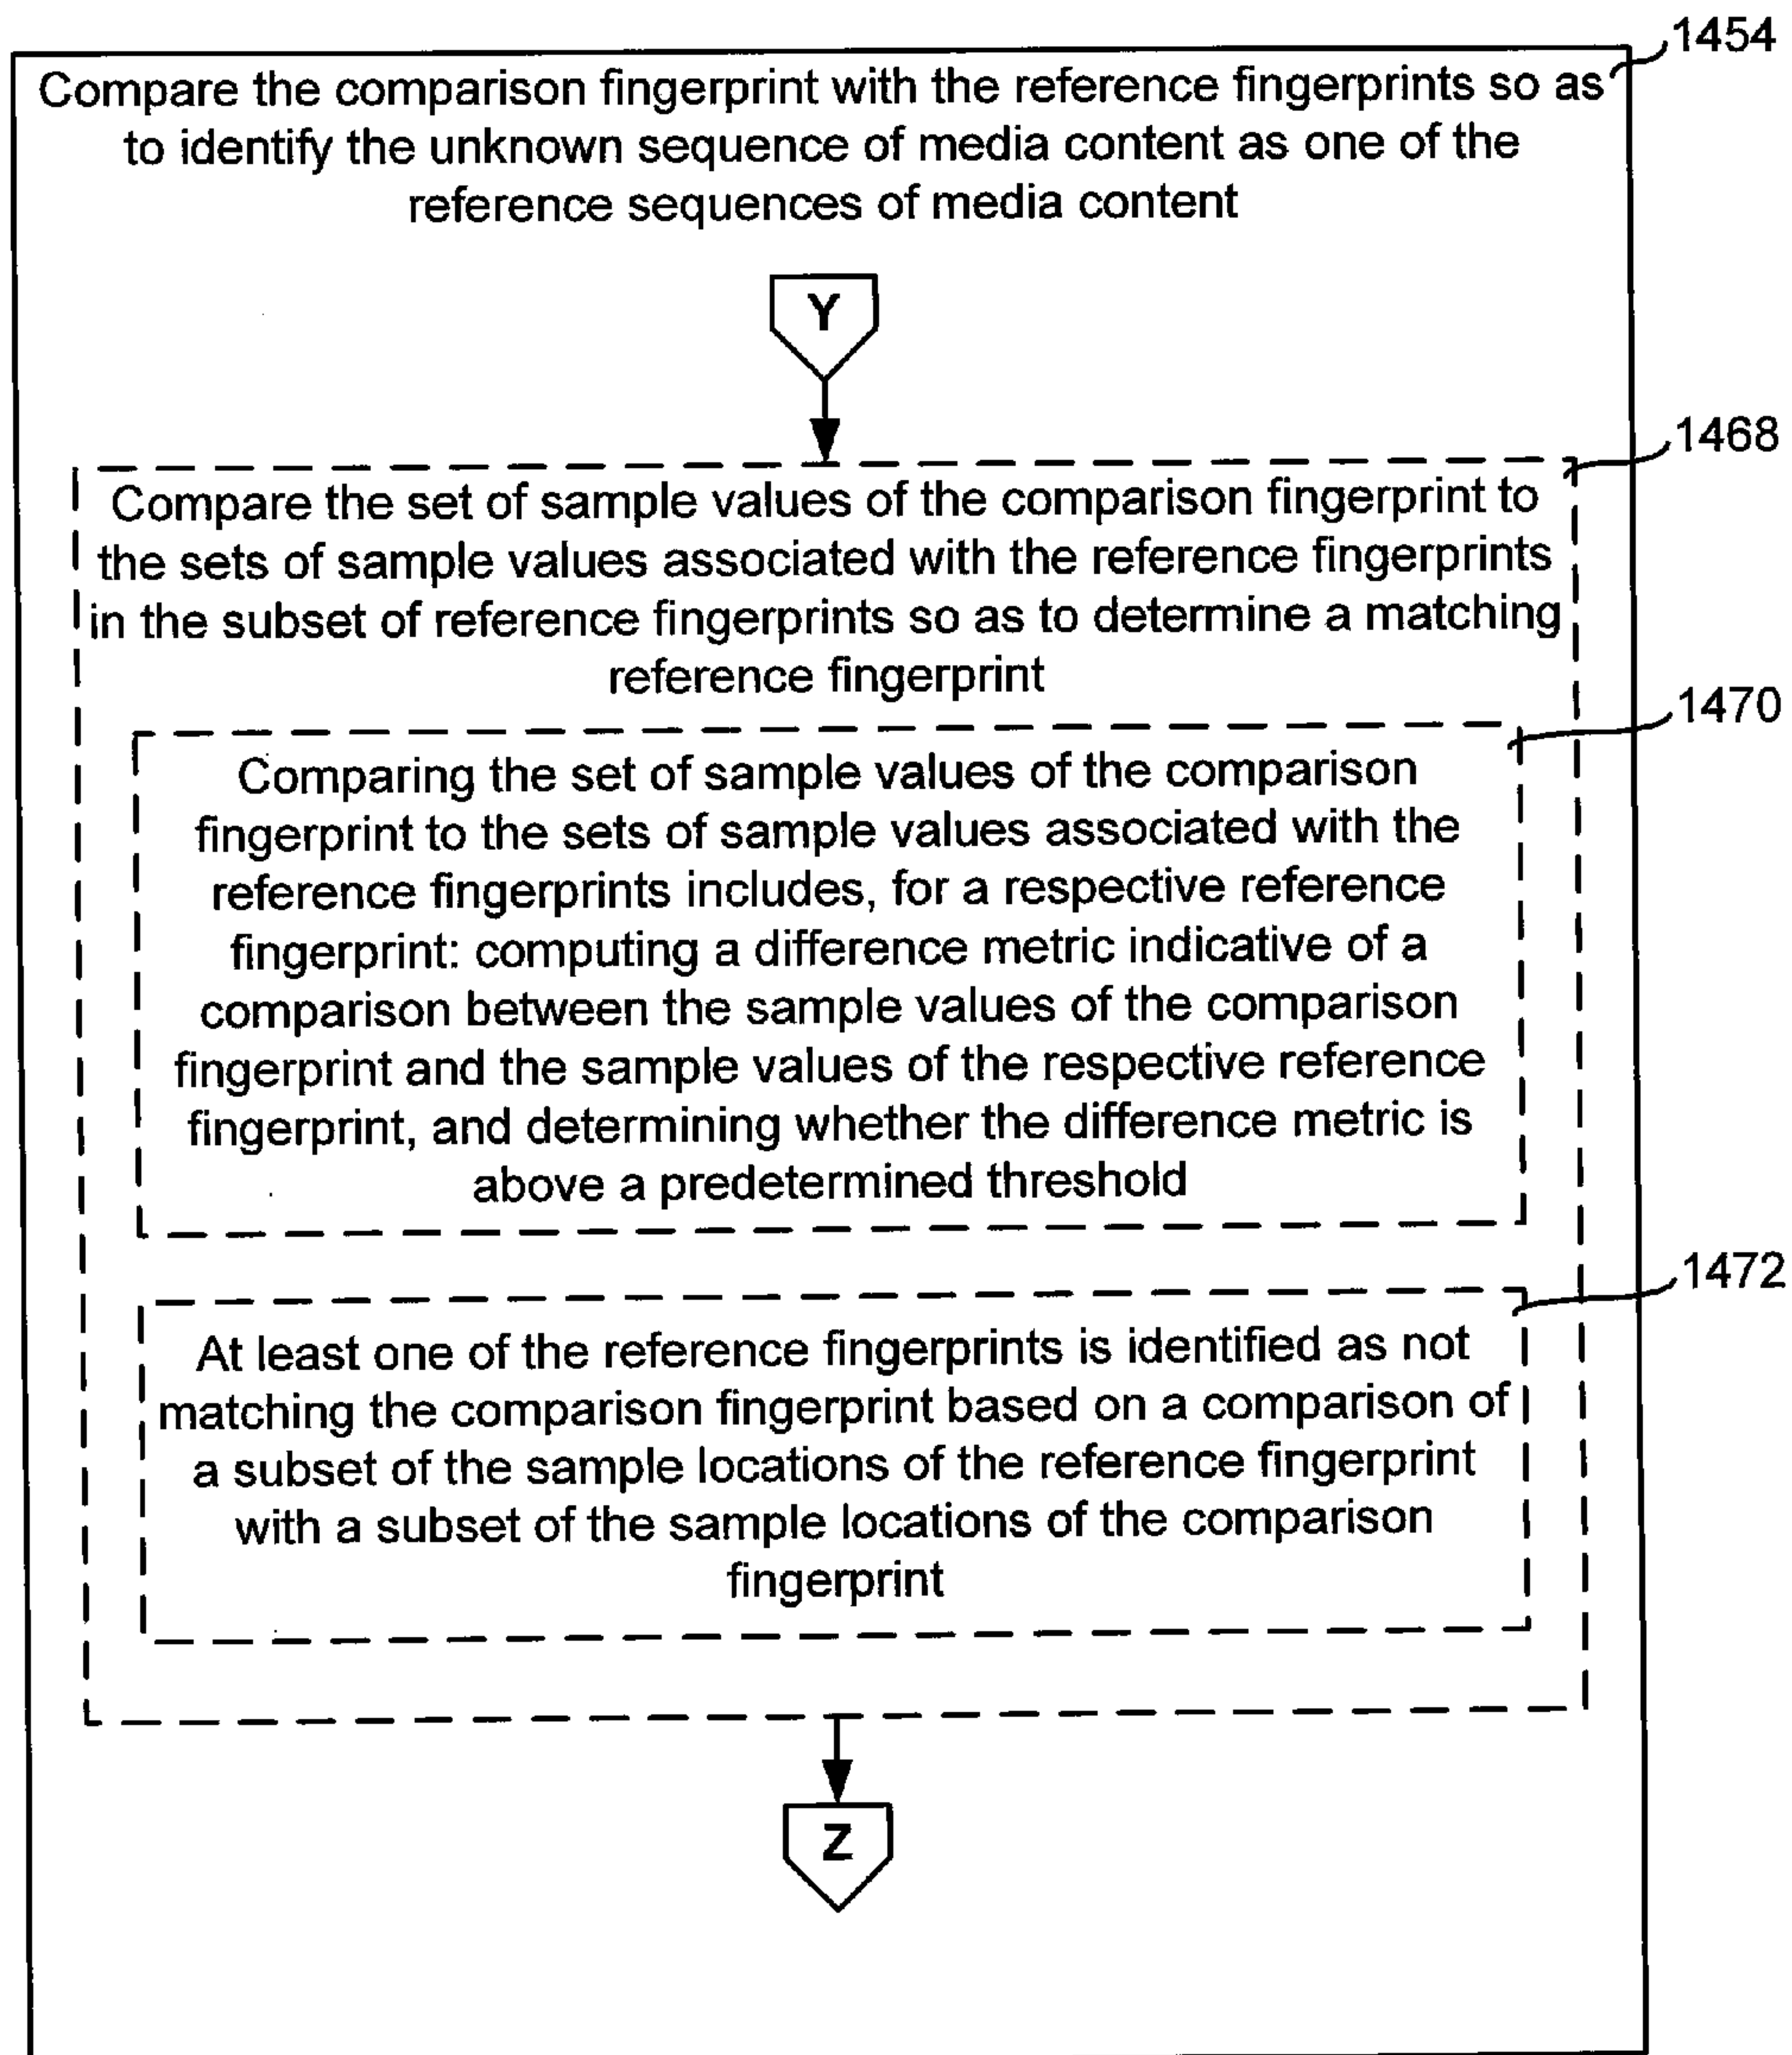 1454
Compare the comparison fingerprint with the reference fingerprints so as
to identify the unknown sequence of media content as one of the
reference sequences of media content
Y
1468
Compare the set of sample values of the comparison fingerprint to
the sets of sample values associated with the reference fingerprints
in the subset of reference fingerprints so as to determine a matching
reference fingerprint
1470
Comparing the set of sample values of the comparison
fingerprint to the sets of sample values associated with the
reference fingerprints includes, for a respective reference
fingerprint: computing a difference metric indicative of a
comparison between the sample values of the comparison
fingerprint and the sample values of the respective reference
fingerprint, and determining whether the difference metric is
above a predetermined threshold
1472
At least one of the reference fingerprints is identified as not
matching the comparison fingerprint based on a comparison of
a subset of the sample locations of the reference fingerprint
with a subset of the sample locations of the comparison
fingerprint
Z